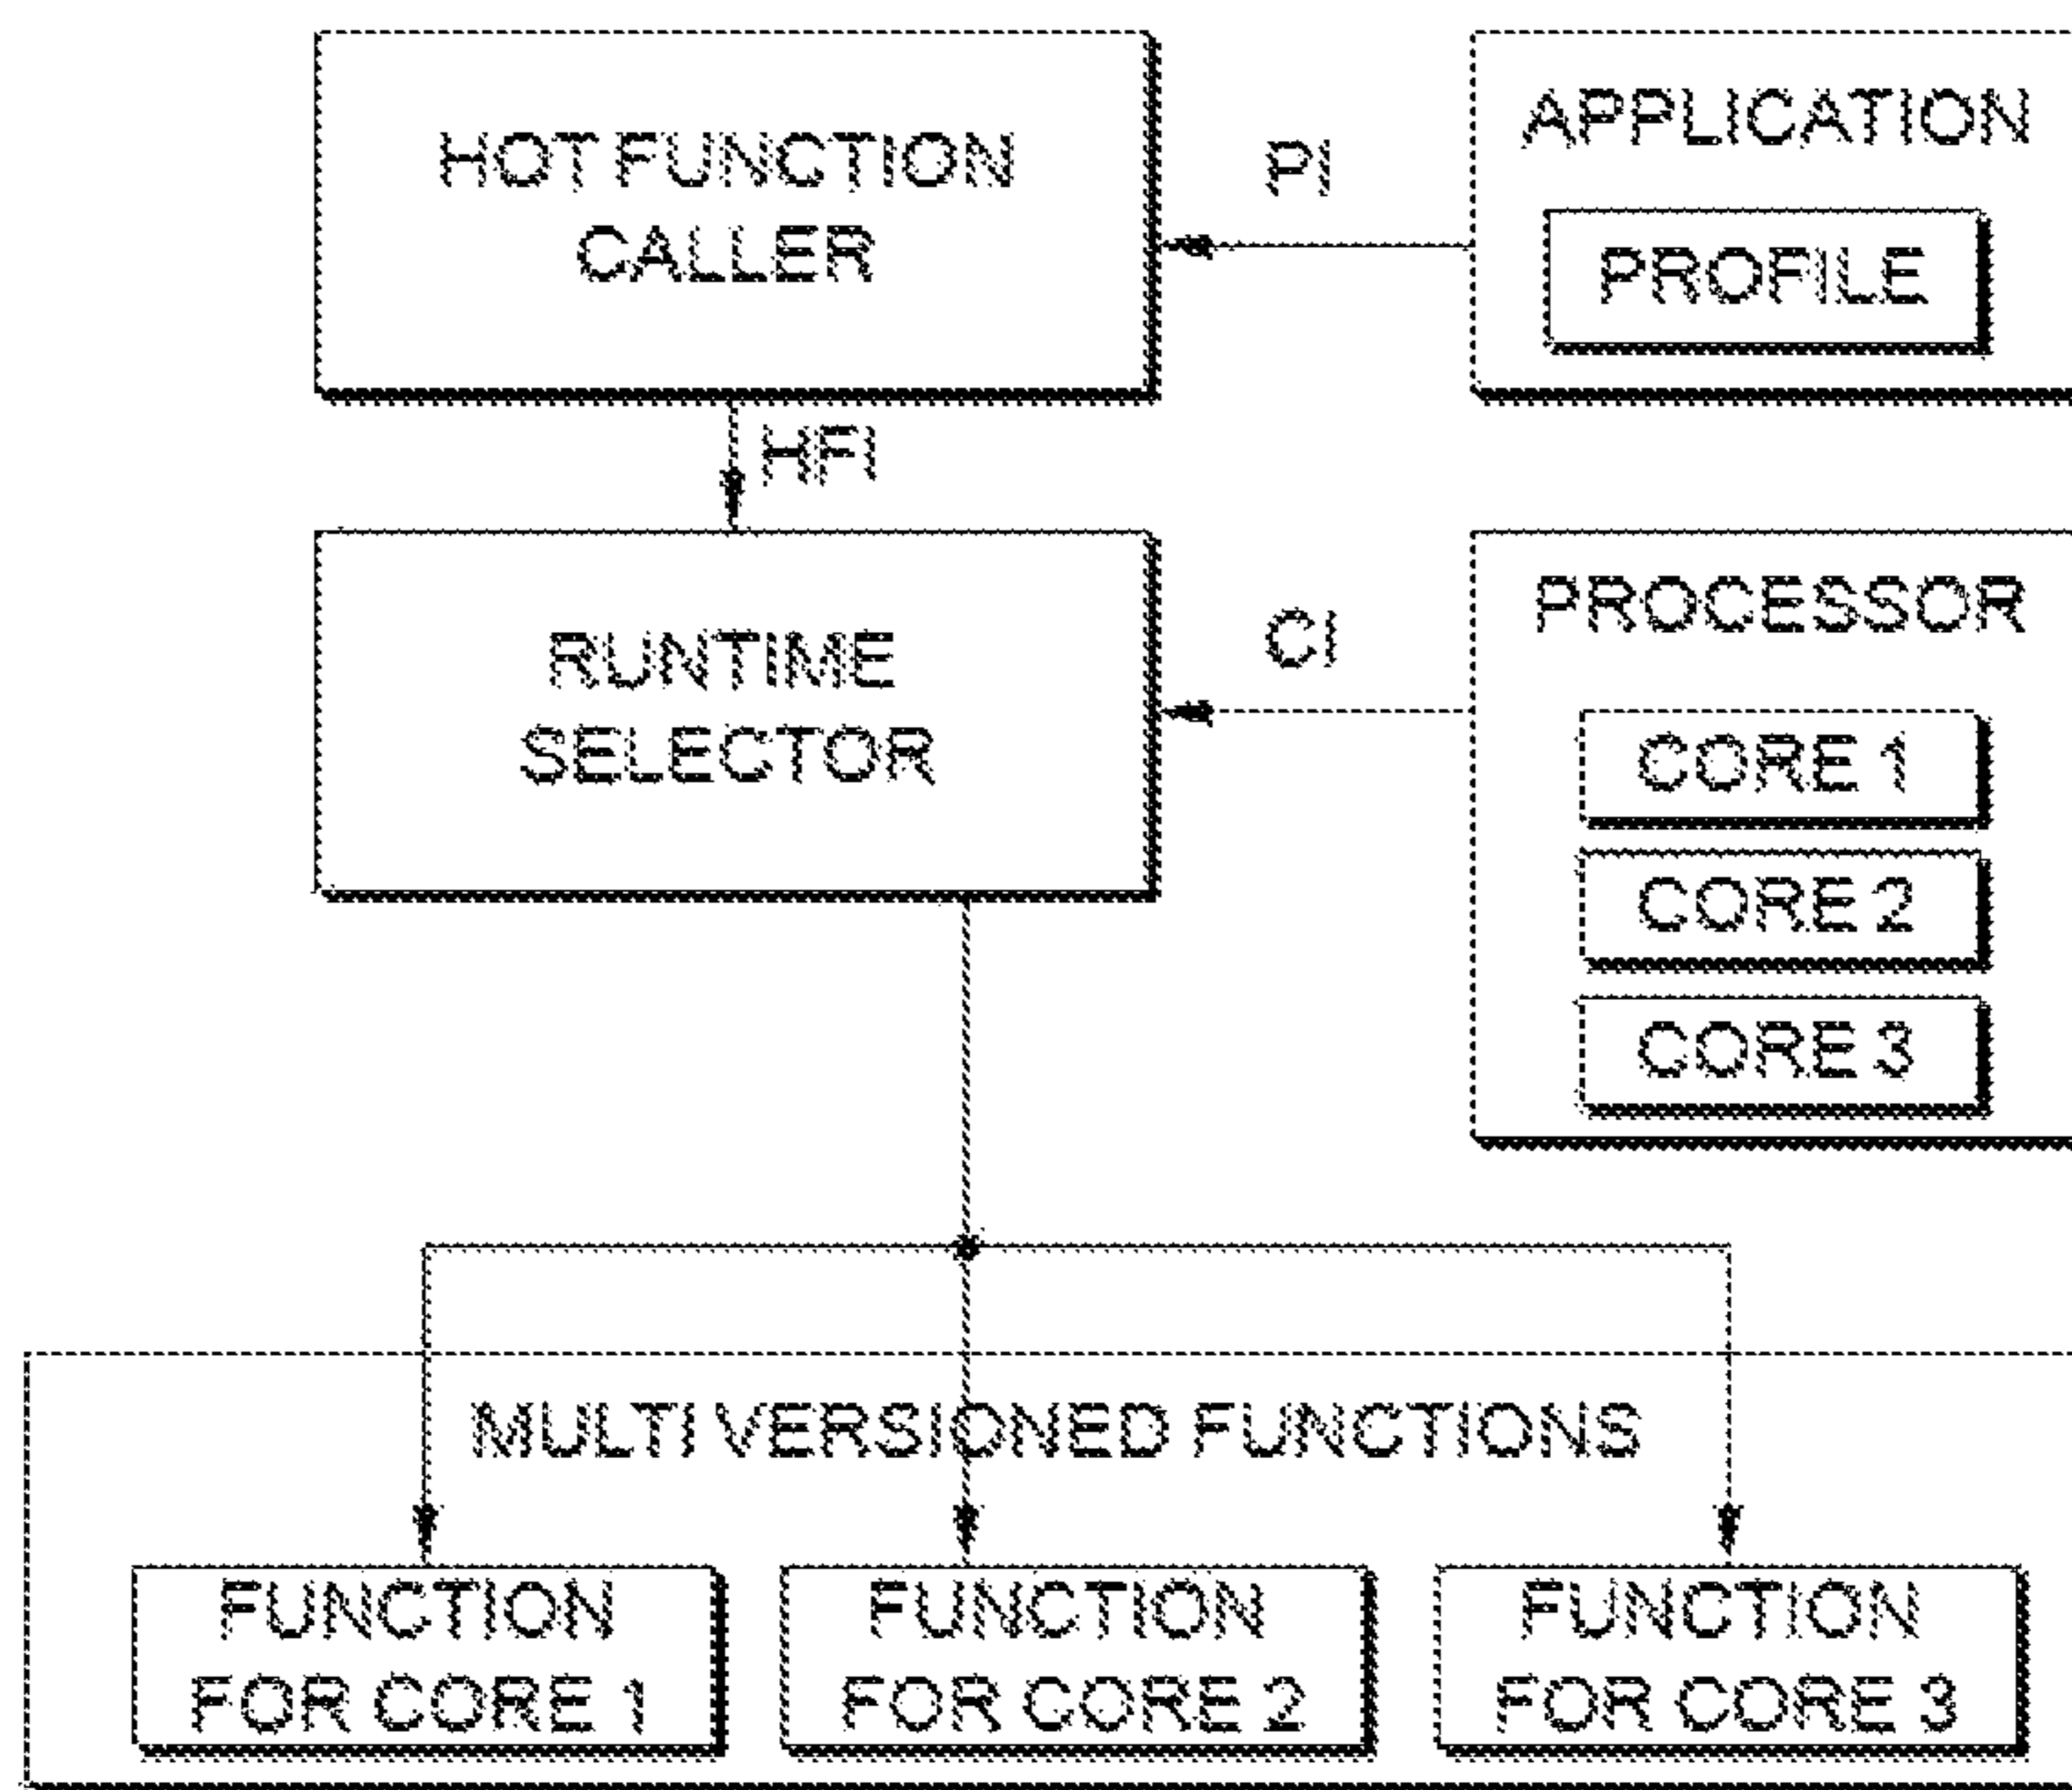 HOT FUNCTION
CALLER
PI
APPLICATION
PROFILE
HFI
RUNTIME
SELECTOR
CI
PROCESSOR
CORE 1
CORE 2
CORE 3
MULTI VERSIONED FUNCTIONS
FUNCTION
FOR CORE 1
FUNCTION
FOR CORE 2
FUNCTION
FOR CORE 3